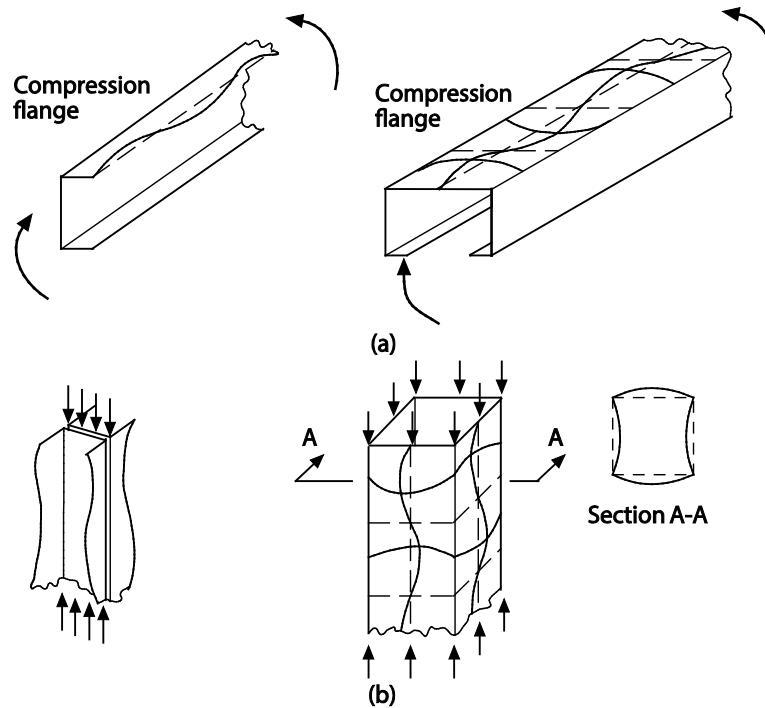 Compression
flange
Compression
flange
(a)
A
A
Section A-A
(b)